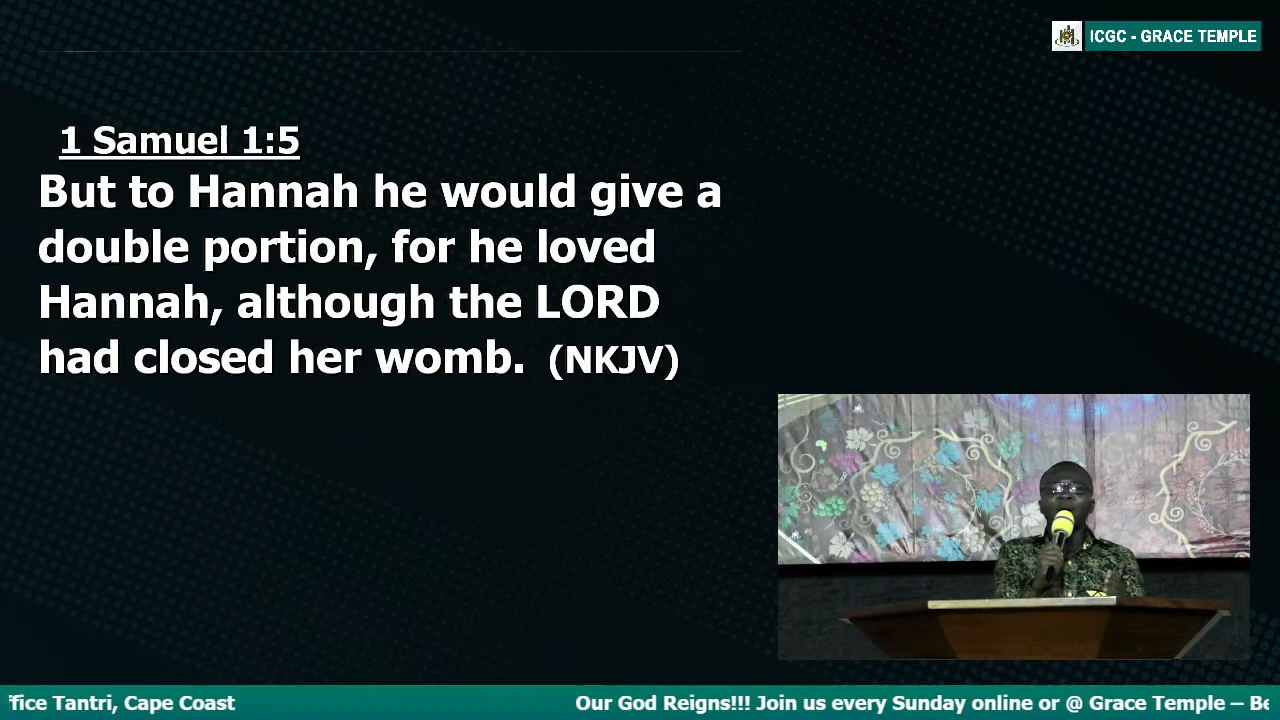 ICGC - GRACE TEMPLE
1 Samuel 1:5
But to Hannah he would give a
double portion, for he loved
Hannah, although the LORD
had closed her womb. (NKJV)
Tantri, Cape Coast
Our God Reigns!!! Join us every Sunday online or @ Grace Temple –